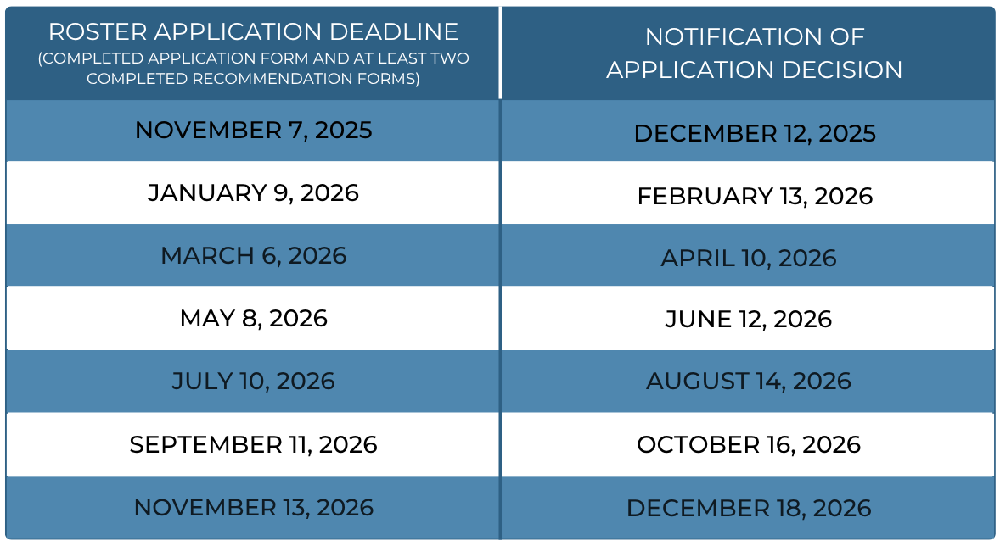 ROSTER APPLICATION DEADLINE
(COMPLETED APPLICATION FORM AND AT LEAST TWO
COMPLETED RECOMMENDATION FORMS)
NOTIFICATION OF
APPLICATION DECISION
NOVEMBER 7, 2025
DECEMBER 12, 2025
JANUARY 9, 2026
FEBRUARY 13, 2026
MARCH 6, 2026
APRIL 10, 2026
MAY 8, 2026
JUNE 12, 2026
JULY 10, 2026
AUGUST 14, 2026
SEPTEMBER 11, 2026
OCTOBER 16, 2026
NOVEMBER 13, 2026
DECEMBER 18, 2026